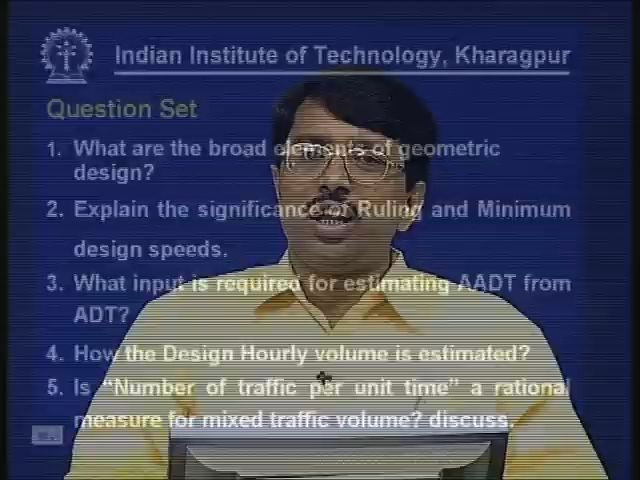 Indian Institute of Technology, Kharagpur
Question Set
1. What are the broad elements of geometric
design?
2. Explain the significance of Ruling and Minimum
design speeds.
3. What input is required for estimating AADT from
ADT?
4. How the Design Hourly volume is estimated?
5. Is “Number of traffic per unit time” a rational
measure for mixed traffic volume? discuss.